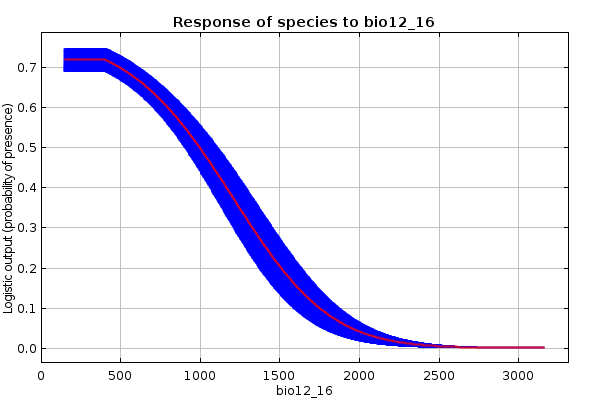 Response of species to bio12_16
Logistic output (probability of presence)
0.7
0.6
0.5
0.4
0.3
0.2
0.1
0.0
0 500 1000 1500 2000 2500 3000
bio12_16